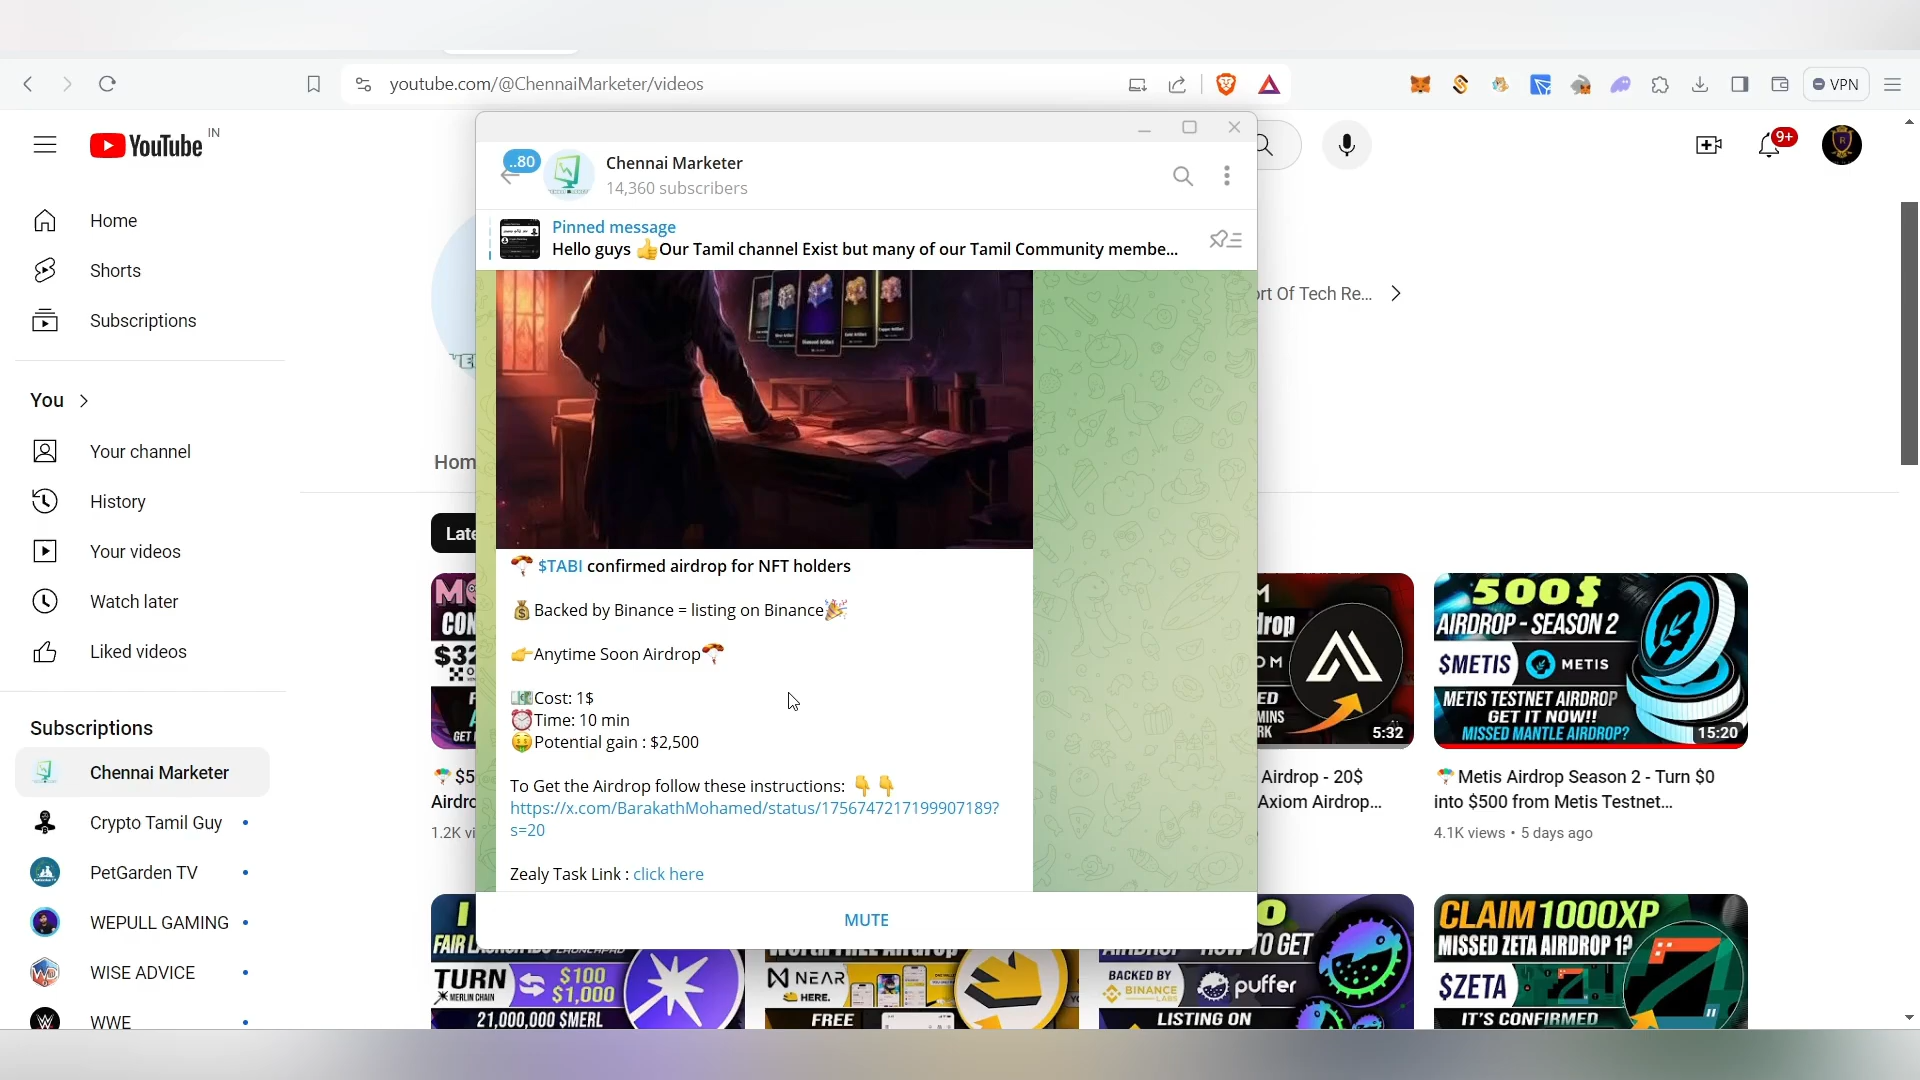 youtube.com/@ChennaiMarketer/videos
VPN
YouTube IN
9+
Home
Shorts
Subscriptions
You
Your channel
History
Your videos
Watch later
Liked videos
Subscriptions
Chennai Marketer
Crypto Tamil Guy
PetGarden TV
WEPULL GAMING
WISE ADVICE
WWE
..80
Chennai Marketer
14,360 subscribers
Pinned message
Hello guys 👍Our Tamil channel Exist but many of our Tamil Community membe...
🪂 $TABI confirmed airdrop for NFT holders
💰Backed by Binance = listing on Binance🎉
👉Anytime Soon Airdrop🪂
💵Cost: 1$
⏰Time: 10 min
🤑Potential gain : $2,500
To Get the Airdrop follow these instructions: 👇 👇
https://x.com/BarakathMohamed/status/1756747217199907189?
s=20
Zealy Task Link : click here
MUTE
rt Of Tech Re...
Hom
Late
CON
$32
🪂 $5
Airdro
1.2K vi
5:32
Airdrop - 20$
Axiom Airdrop...
500$
AIRDROP - SEASON 2
$METIS METIS
METIS TESTNET AIRDROP
GET IT NOW!!
MISSED MANTLE AIRDROP?
15:20
🪂Metis Airdrop Season 2 - Turn $0
into $500 from Metis Testnet...
4.1K views • 5 days ago
TURN $100
$1,000
MERLIN CHAIN
21,000,000 $MERL
NEAR
HERE.
FREE
TO GET
BACKED BY
BINANCE
LABS
puffer
LISTING ON
CLAIM 1000XP
MISSED ZETA AIRDROP 1?
$ZETA
IT'S CONFIRMED